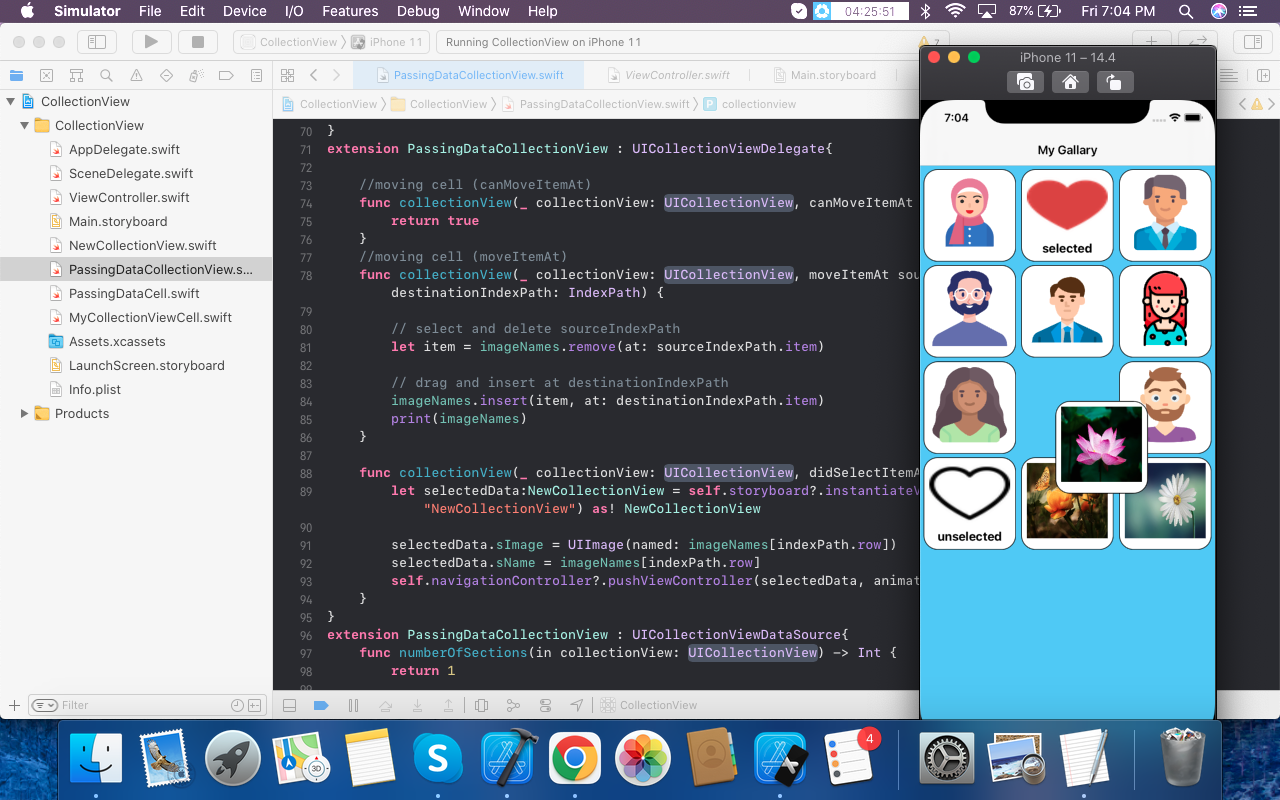 Simulator File Edit Device I/O Features Debug Window Help 04:25:51 87% Fri 7:04 PM
CollectionView iPhone 11 Running CollectionView on iPhone 11 7
PassingDataCollectionView.swift ViewController.swift Main.storyboard
CollectionView CollectionView PassingDataCollectionView.swift P collectionview
CollectionView
CollectionView
AppDelegate.swift
SceneDelegate.swift
ViewController.swift
Main.storyboard
NewCollectionView.swift
PassingDataCollectionView.s...
PassingDataCell.swift
MyCollectionViewCell.swift
Assets.xcassets
LaunchScreen.storyboard
Info.plist
Products
Filter
70 }
71 extension PassingDataCollectionView : UICollectionViewDelegate{
72
73 //moving cell (canMoveItemAt)
74 func collectionView(_ collectionView: UICollectionView, canMoveItemAt
75 return true
76 }
77 //moving cell (moveItemAt)
78 func collectionView(_ collectionView: UICollectionView, moveItemAt sou
destinationIndexPath: IndexPath) {
79
80 // select and delete sourceIndexPath
81 let item = imageNames.remove(at: sourceIndexPath.item)
82
83 // drag and insert at destinationIndexPath
84 imageNames.insert(item, at: destinationIndexPath.item)
85 print(imageNames)
86 }
87
88 func collectionView(_ collectionView: UICollectionView, didSelectItemA
89 let selectedData:NewCollectionView = self.storyboard?.instantiateV
"NewCollectionView") as! NewCollectionView
90
91 selectedData.sImage = UIImage(named: imageNames[indexPath.row])
92 selectedData.sName = imageNames[indexPath.row]
93 self.navigationController?.pushViewController(selectedData, animat
94 }
95 }
96 extension PassingDataCollectionView : UICollectionViewDataSource{
97 func numberOfSections(in collectionView: UICollectionView) -> Int {
98 return 1
99
CollectionView
iPhone 11 – 14.4
7:04
My Gallary
selected
unselected
3D
4